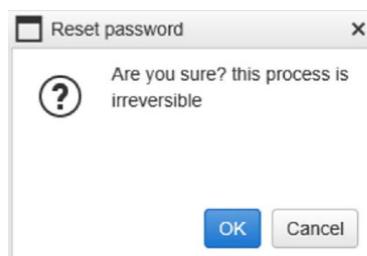 Reset password
Are you sure? this process is
irreversible
OK
Cancel